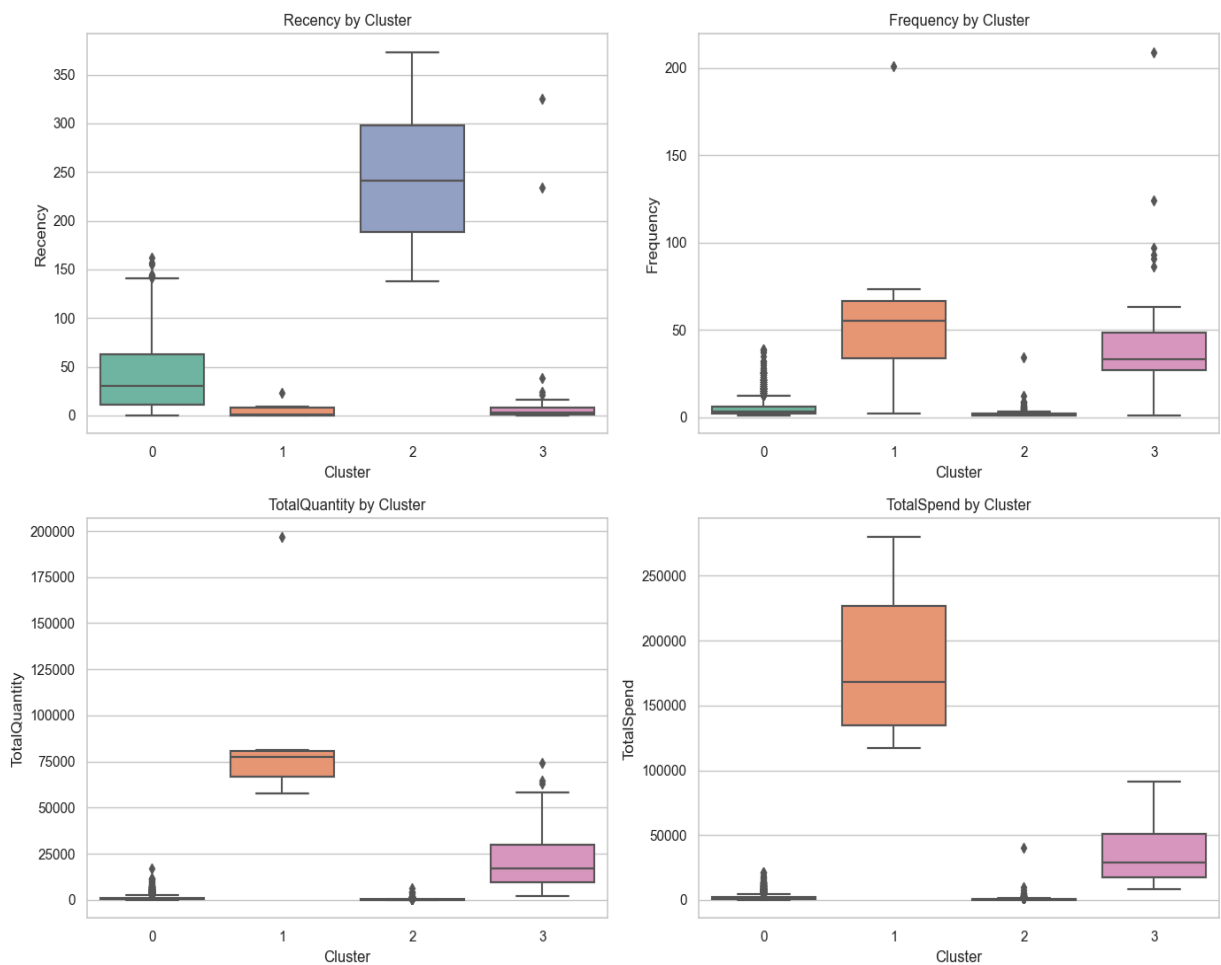 Recency by Cluster
350
300
250
200
150
100
50
0
Recency
0 1 2 3
Cluster
Frequency by Cluster
200
150
100
50
0
Frequency
0 1 2 3
Cluster
TotalQuantity by Cluster
200000
175000
150000
125000
100000
75000
50000
25000
0
TotalQuantity
0 1 2 3
Cluster
TotalSpend by Cluster
250000
200000
150000
100000
50000
0
TotalSpend
0 1 2 3
Cluster